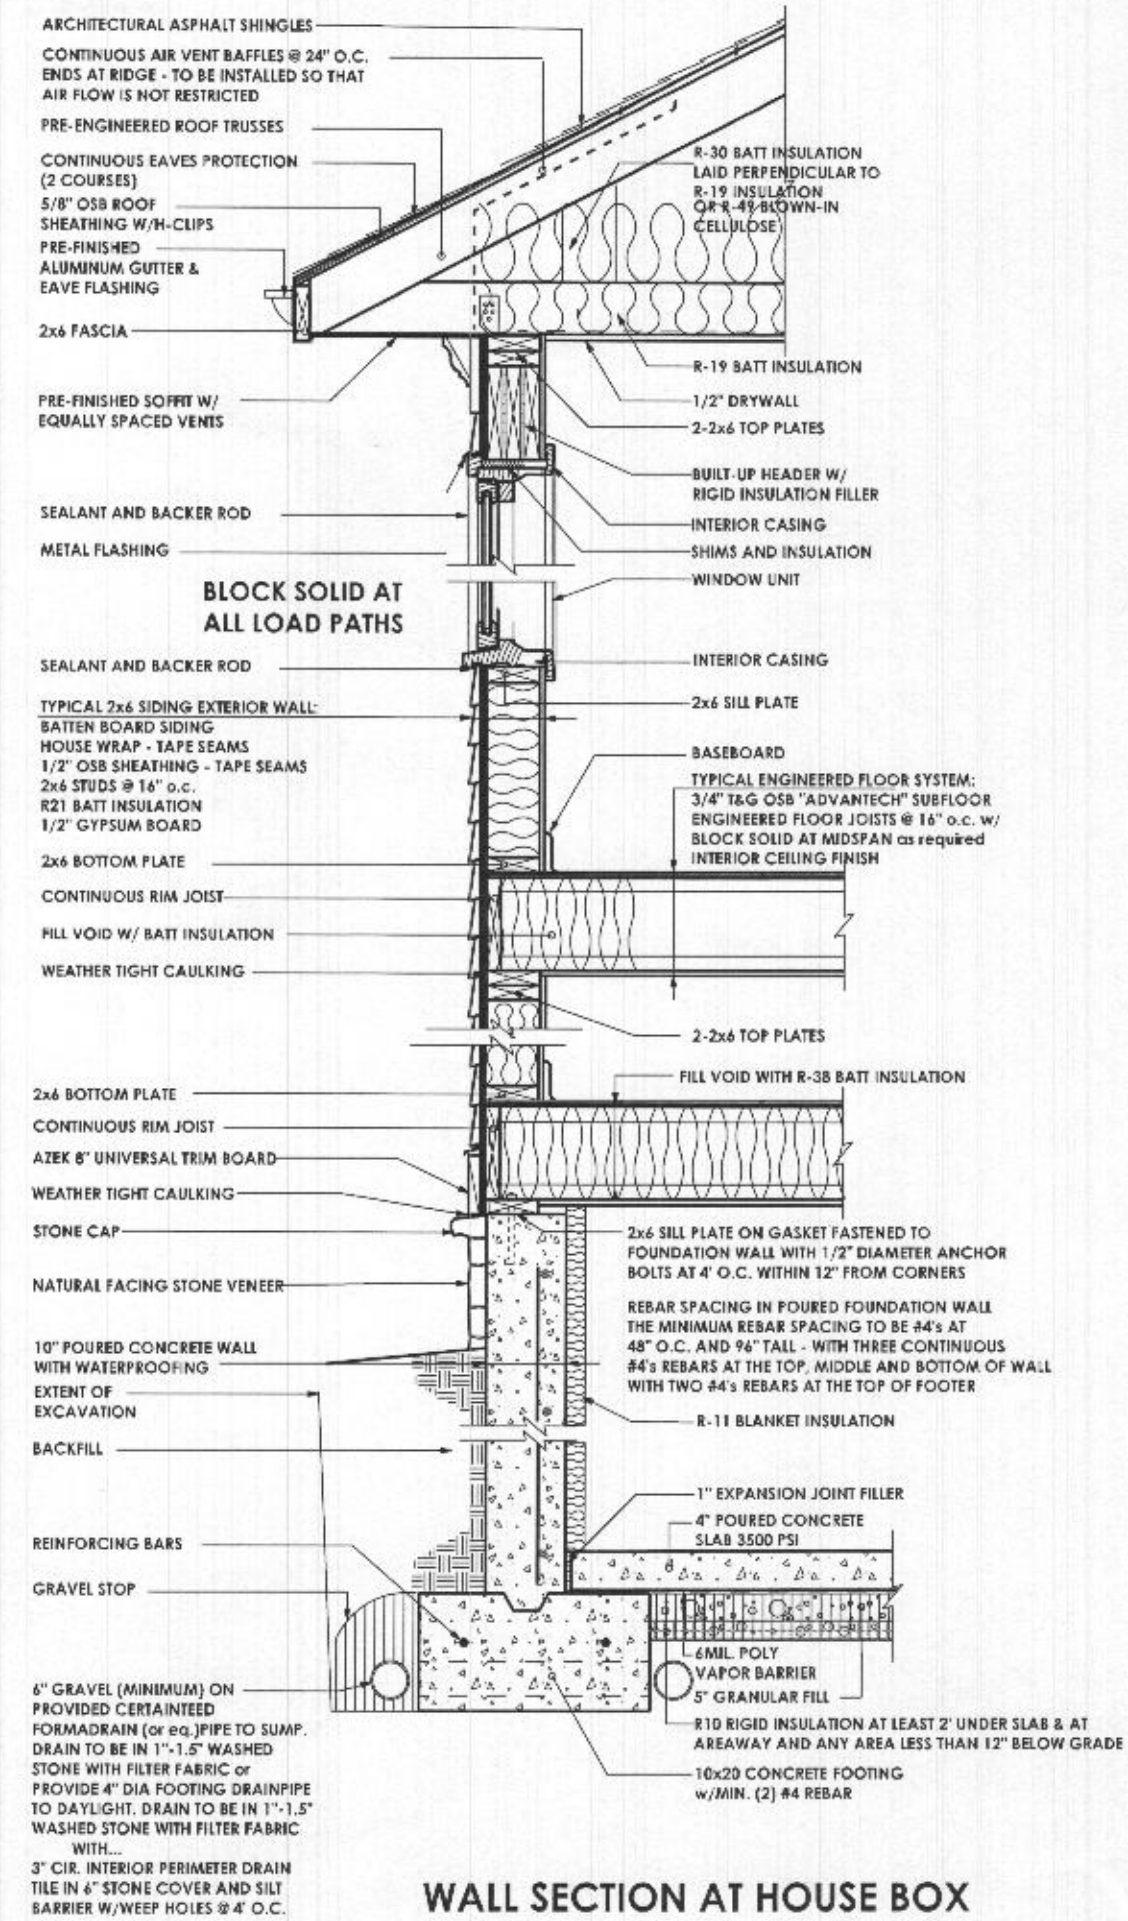 ARCHITECTURAL ASPHALT SHINGLES
CONTINUOUS AIR VENT BAFFLES @ 24" O.C.
ENDS AT RIDGE - TO BE INSTALLED SO THAT
AIR FLOW IS NOT RESTRICTED
PRE-ENGINEERED ROOF TRUSSES
CONTINUOUS EAVES PROTECTION
(2 COURSES)
5/8" OSB ROOF
SHEATHING W/H-CLIPS
PRE-FINISHED
ALUMINUM GUTTER &
EAVE FLASHING
2x6 FASCIA
PRE-FINISHED SOFFIT W/
EQUALLY SPACED VENTS
SEALANT AND BACKER ROD
METAL FLASHING
BLOCK SOLID AT
ALL LOAD PATHS
SEALANT AND BACKER ROD
TYPICAL 2x6 SIDING EXTERIOR WALL:
BATTEN BOARD SIDING
HOUSE WRAP - TAPE SEAMS
1/2" OSB SHEATHING - TAPE SEAMS
2x6 STUDS @ 16" o.c.
R21 BATT INSULATION
1/2" GYPSUM BOARD
2x6 BOTTOM PLATE
CONTINUOUS RIM JOIST
FILL VOID W/ BATT INSULATION
WEATHER TIGHT CAULKING
2x6 BOTTOM PLATE
CONTINUOUS RIM JOIST
AZEK 8" UNIVERSAL TRIM BOARD
WEATHER TIGHT CAULKING
STONE CAP
NATURAL FACING STONE VENEER
10" POURED CONCRETE WALL
WITH WATERPROOFING
EXTENT OF
EXCAVATION
BACKFILL
REINFORCING BARS
GRAVEL STOP
6" GRAVEL (MINIMUM) ON
PROVIDED CERTAINTEED
FORMADRAIN (or eq.)PIPE TO SUMP.
DRAIN TO BE IN 1"-1.5" WASHED
STONE WITH FILTER FABRIC or
PROVIDE 4" DIA FOOTING DRAINPIPE
TO DAYLIGHT. DRAIN TO BE IN 1"-1.5"
WASHED STONE WITH FILTER FABRIC
WITH...
3" CIR. INTERIOR PERIMETER DRAIN
TILE IN 6" STONE COVER AND SILT
BARRIER W/WEEP HOLES @ 4' O.C.
R-30 BATT INSULATION
LAID PERPENDICULAR TO
R-19 INSULATION
OR R-49 BLOWN-IN
CELLULOSE
R-19 BATT INSULATION
1/2" DRYWALL
2-2x6 TOP PLATES
BUILT-UP HEADER W/
RIGID INSULATION FILLER
INTERIOR CASING
SHIMS AND INSULATION
WINDOW UNIT
INTERIOR CASING
2x6 SILL PLATE
BASEBOARD
TYPICAL ENGINEERED FLOOR SYSTEM:
3/4" T&G OSB "ADVANTECH" SUBFLOOR
ENGINEERED FLOOR JOISTS @ 16" o.c. w/
BLOCK SOLID AT MIDSPAN as required
INTERIOR CEILING FINISH
2-2x6 TOP PLATES
FILL VOID WITH R-38 BATT INSULATION
2x6 SILL PLATE ON GASKET FASTENED TO
FOUNDATION WALL WITH 1/2" DIAMETER ANCHOR
BOLTS AT 4' O.C. WITHIN 12" FROM CORNERS
REBAR SPACING IN POURED FOUNDATION WALL
THE MINIMUM REBAR SPACING TO BE #4's AT
48" O.C. AND 96" TALL - WITH THREE CONTINUOUS
#4's REBARS AT THE TOP, MIDDLE AND BOTTOM OF WALL
WITH TWO #4's REBARS AT THE TOP OF FOOTER
R-11 BLANKET INSULATION
1" EXPANSION JOINT FILLER
4" POURED CONCRETE
SLAB 3500 PSI
6MIL. POLY
VAPOR BARRIER
5" GRANULAR FILL
R10 RIGID INSULATION AT LEAST 2' UNDER SLAB & AT
AREAWAY AND ANY AREA LESS THAN 12" BELOW GRADE
10x20 CONCRETE FOOTING
w/MIN. (2) #4 REBAR
WALL SECTION AT HOUSE BOX